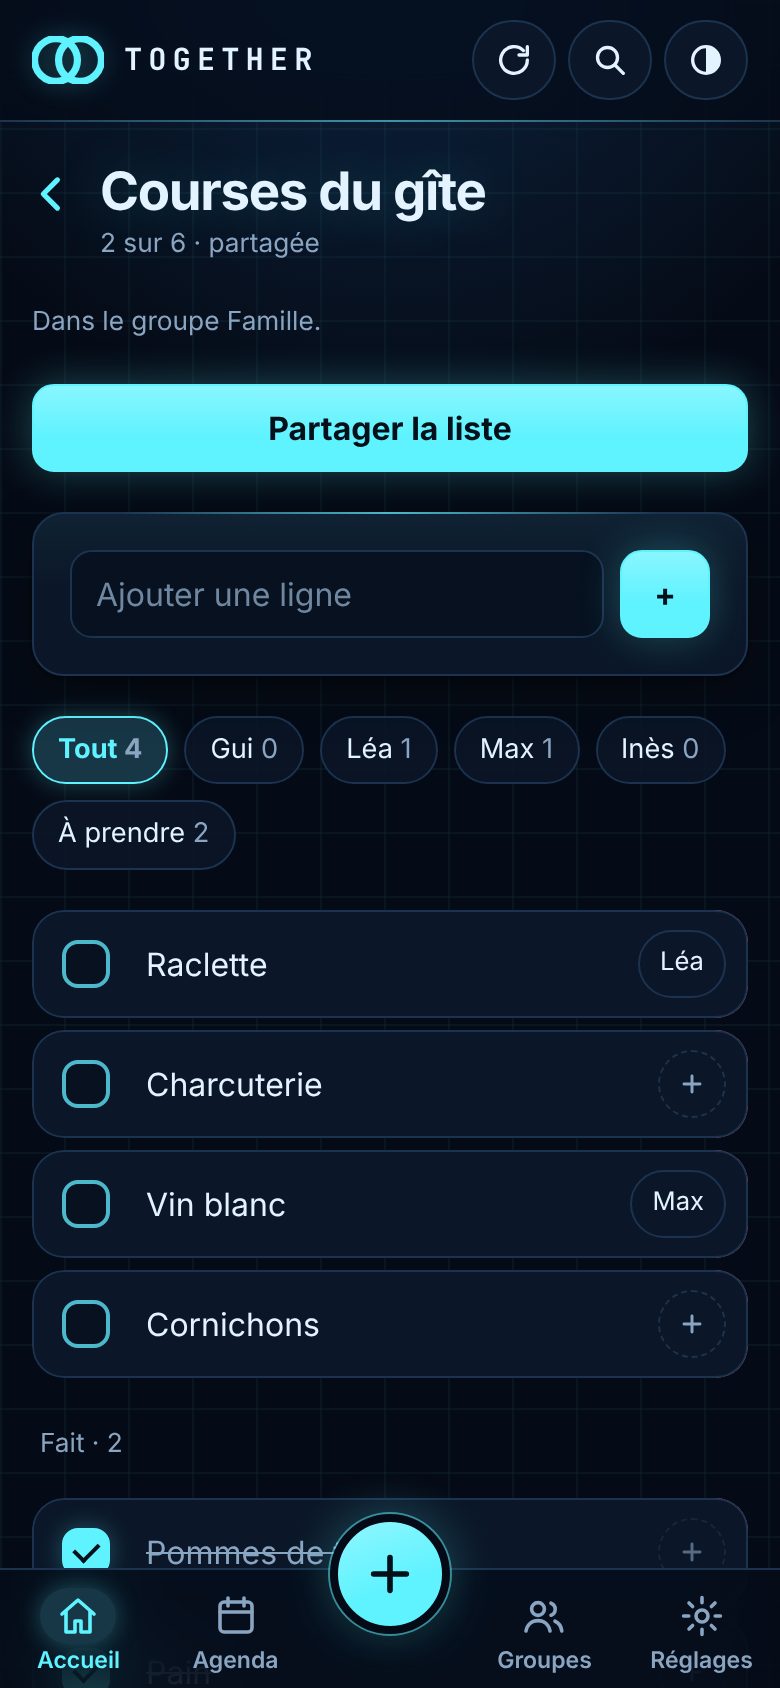 TOGETHER
Courses du gîte
2 sur 6 · partagée
Dans le groupe Famille.
Partager la liste
Ajouter une ligne
+
Tout 4
Gui 0
Léa 1
Max 1
Inès 0
À prendre 2
Raclette
Léa
Charcuterie
+
Vin blanc
Max
Cornichons
+
Fait · 2
Pommes de
+
+
Pain
Accueil
Agenda
Groupes
Réglages